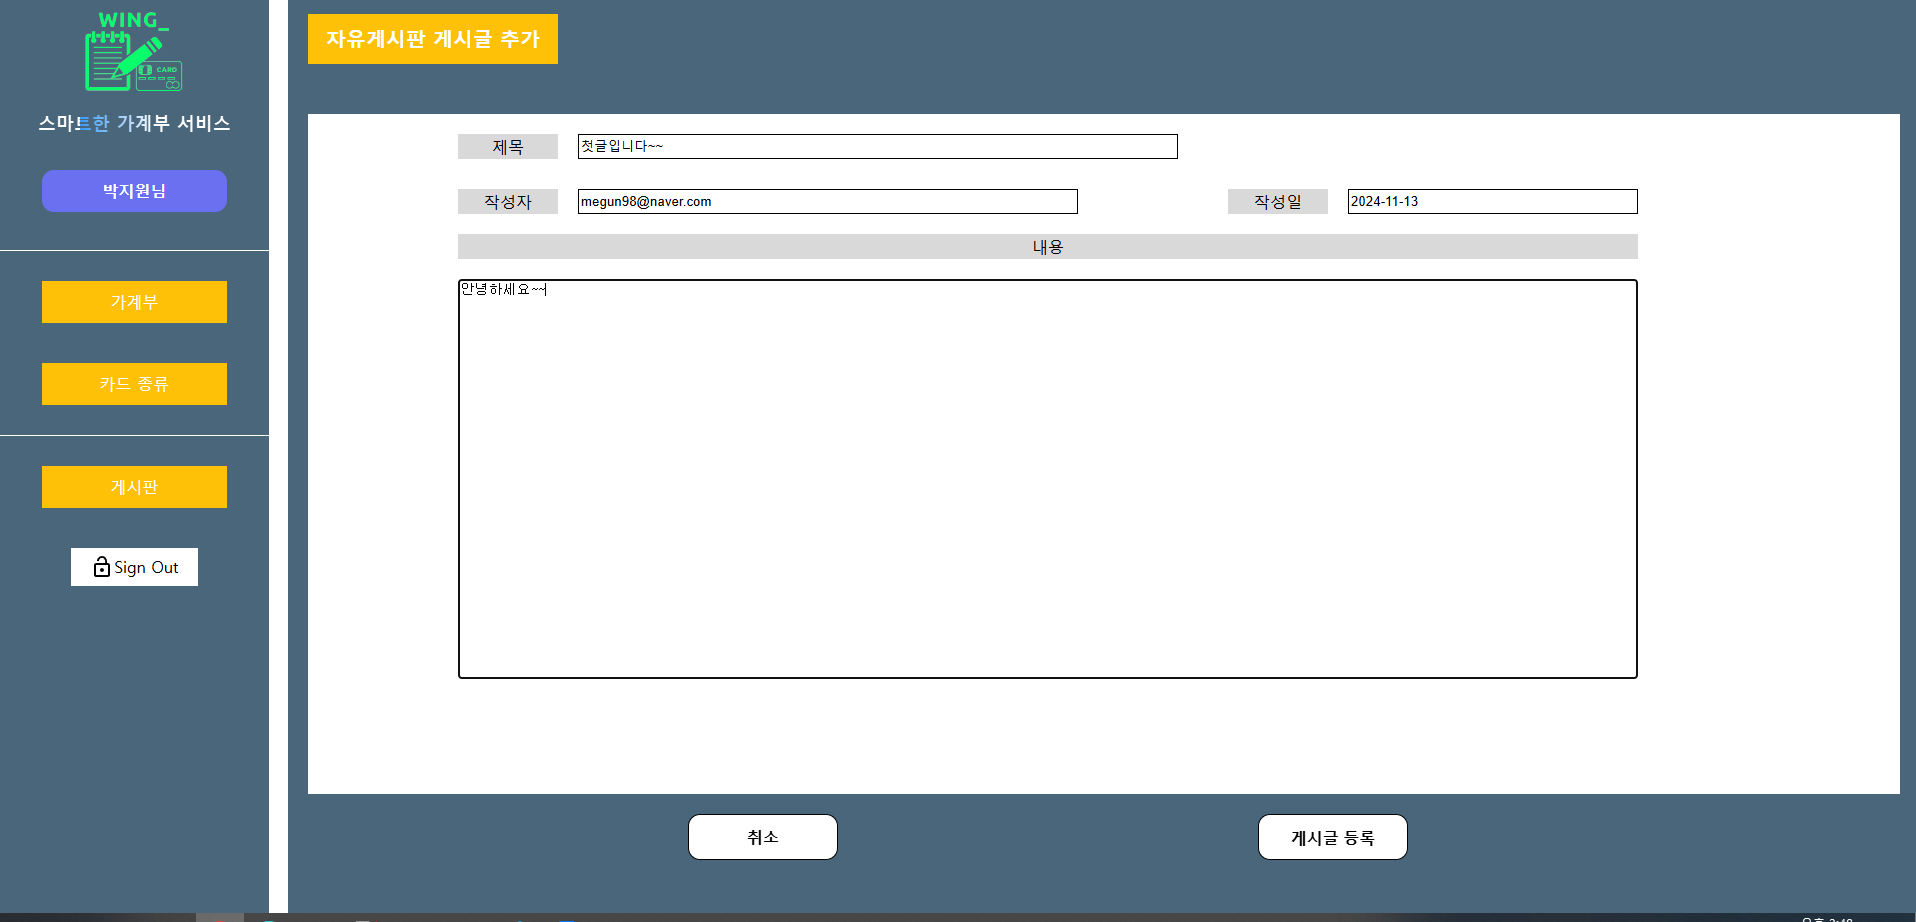 WING_
CARD
스마트한 가계부 서비스
박지원님
가계부
카드 종류
게시판
Sign Out
자유게시판 게시글 추가
제목 첫글입니다~~
작성자 megun98@naver.com 작성일 2024-11-13
내용
안녕하세요~~
취소 게시글 등록